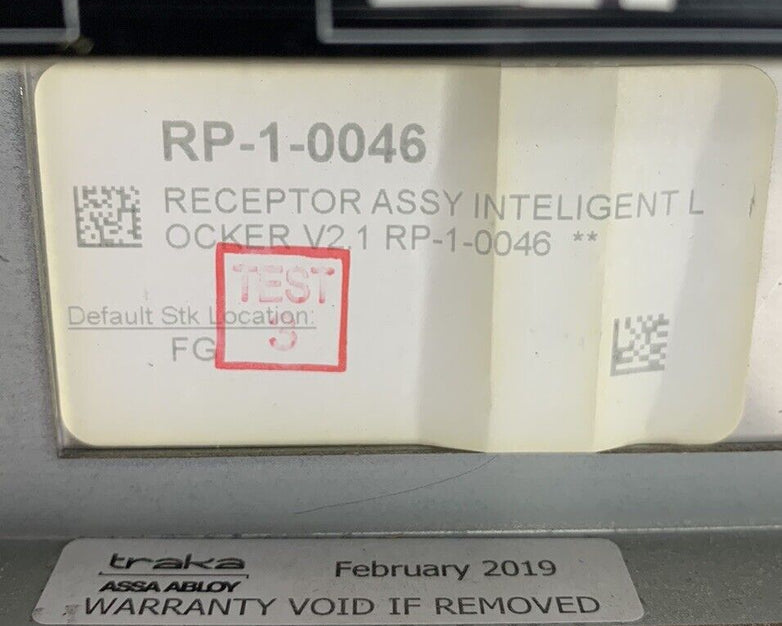 RP-1-0046
RECEPTOR ASSY INTELIGENT L
OCKER V2.1 RP-1-0046 **
TEST
3
Default Stk Location:
FG
traka
ASSA ABLOY
February 2019
WARRANTY VOID IF REMOVED